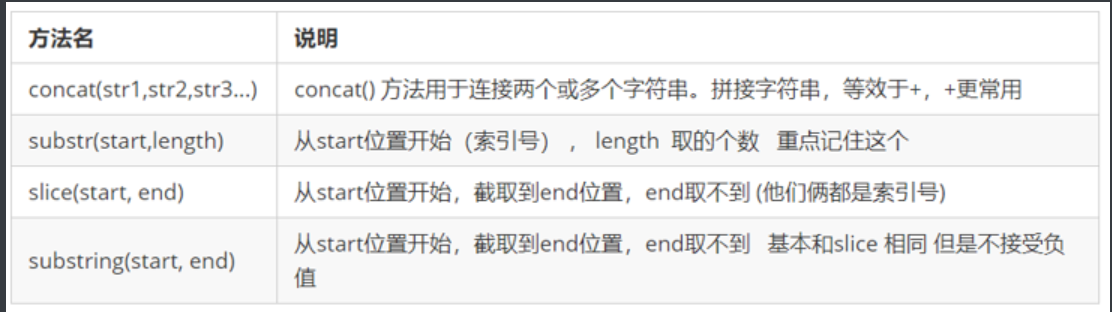 方法名 说明
concat(str1,str2,str3...) concat() 方法用于连接两个或多个字符串。拼接字符串，等效于+，+更常用
substr(start,length) 从start位置开始（索引号）， length 取的个数 重点记住这个
slice(start, end) 从start位置开始，截取到end位置，end取不到 (他们俩都是索引号)
substring(start, end) 从start位置开始，截取到end位置，end取不到 基本和slice 相同 但是不接受负
值